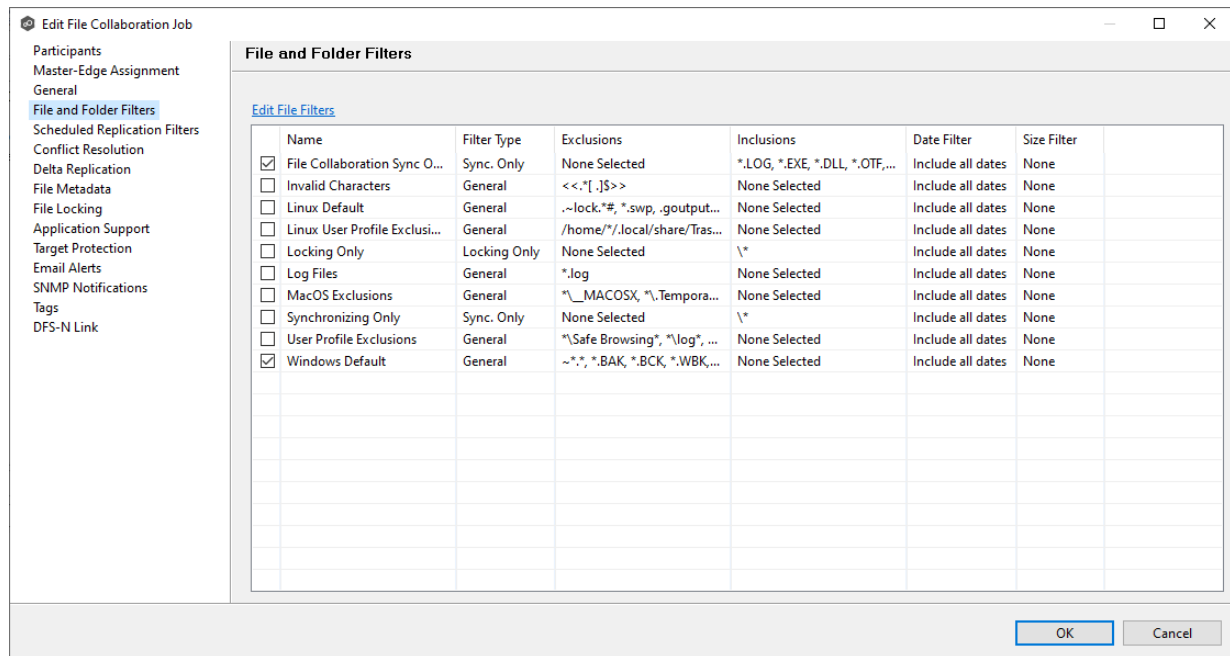 Edit File Collaboration Job
Participants
Master-Edge Assignment
General
File and Folder Filters
Scheduled Replication Filters
Conflict Resolution
Delta Replication
File Metadata
File Locking
Application Support
Target Protection
Email Alerts
SNMP Notifications
Tags
DFS-N Link
File and Folder Filters
Edit File Filters
Name Filter Type Exclusions Inclusions Date Filter Size Filter
File Collaboration Sync O... Sync. Only None Selected *.LOG, *.EXE, *.DLL, *.OTF,... Include all dates None
Invalid Characters General <<.*[ .]$>> None Selected Include all dates None
Linux Default General .~lock.*#, *.swp, .goutput... None Selected Include all dates None
Linux User Profile Exclusi... General /home/*/.local/share/Tras... None Selected Include all dates None
Locking Only Locking Only None Selected \* Include all dates None
Log Files General *.log None Selected Include all dates None
MacOS Exclusions General *\__MACOSX, *\.Tempora... None Selected Include all dates None
Synchronizing Only Sync. Only None Selected \* Include all dates None
User Profile Exclusions General *\Safe Browsing*, *\log*, ... None Selected Include all dates None
Windows Default General ~*.*, *.BAK, *.BCK, *.WBK,... None Selected Include all dates None
OK Cancel